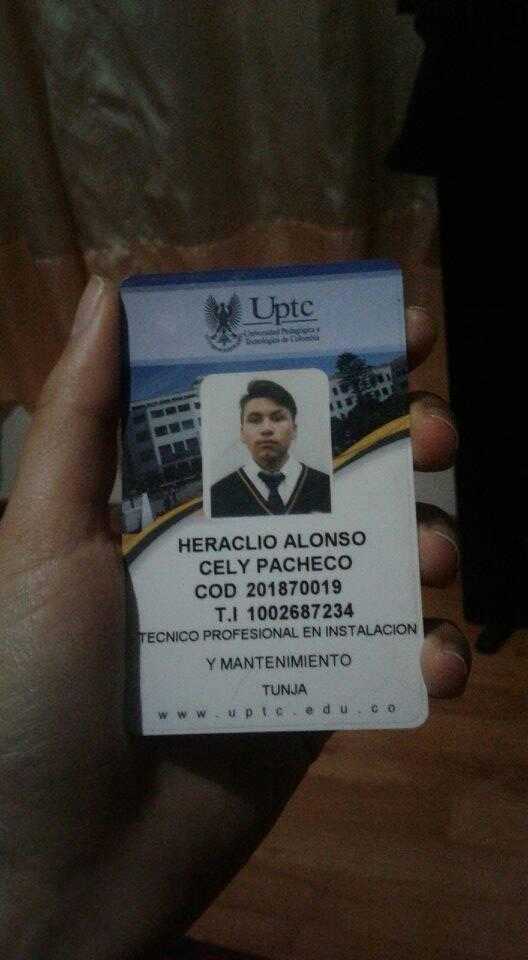 Uptc
Universidad Pedagógica y
Tecnológica de Colombia
HERACLIO ALONSO
CELY PACHECO
COD 201870019
T.I 1002687234
TECNICO PROFESIONAL EN INSTALACION
Y MANTENIMIENTO
TUNJA
www.uptc.edu.co